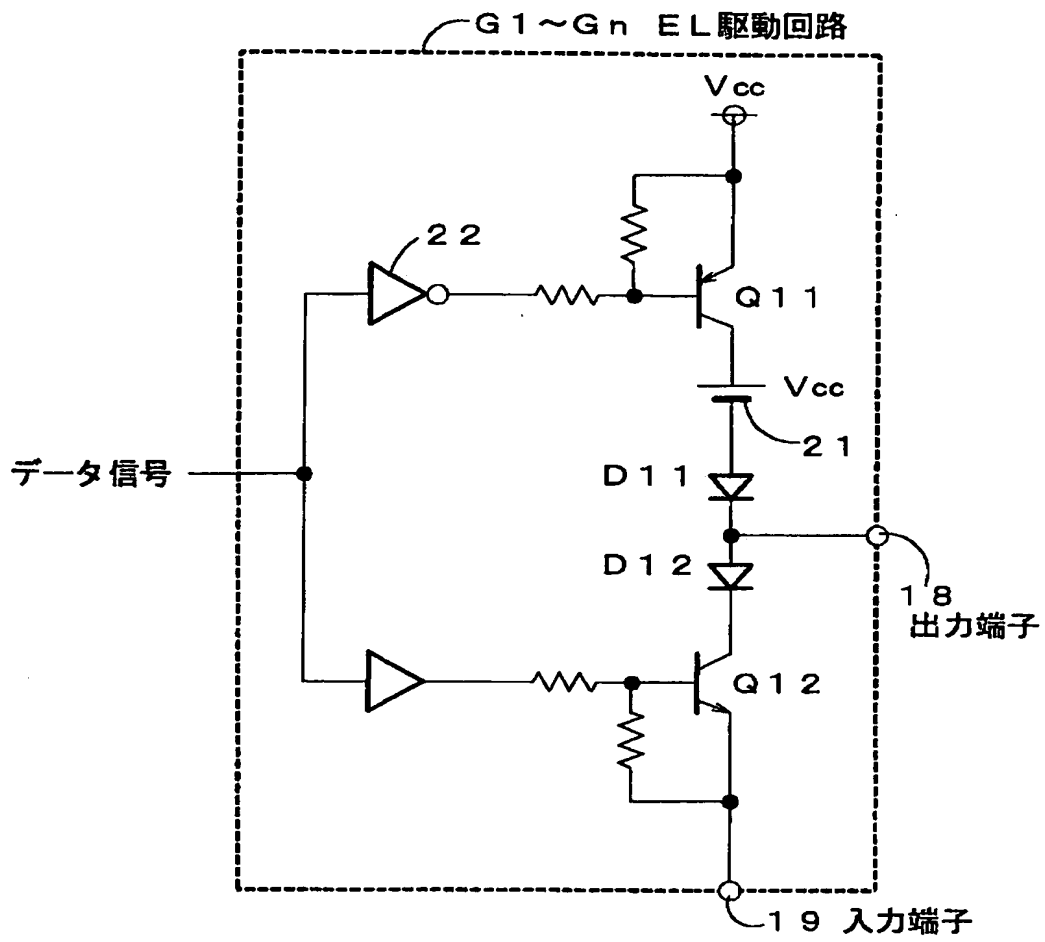 G1~Gn EL駆動回路
Vcc
22
Q11
Vcc
21
データ信号
D11
D12
18
出力端子
Q12
19 入力端子